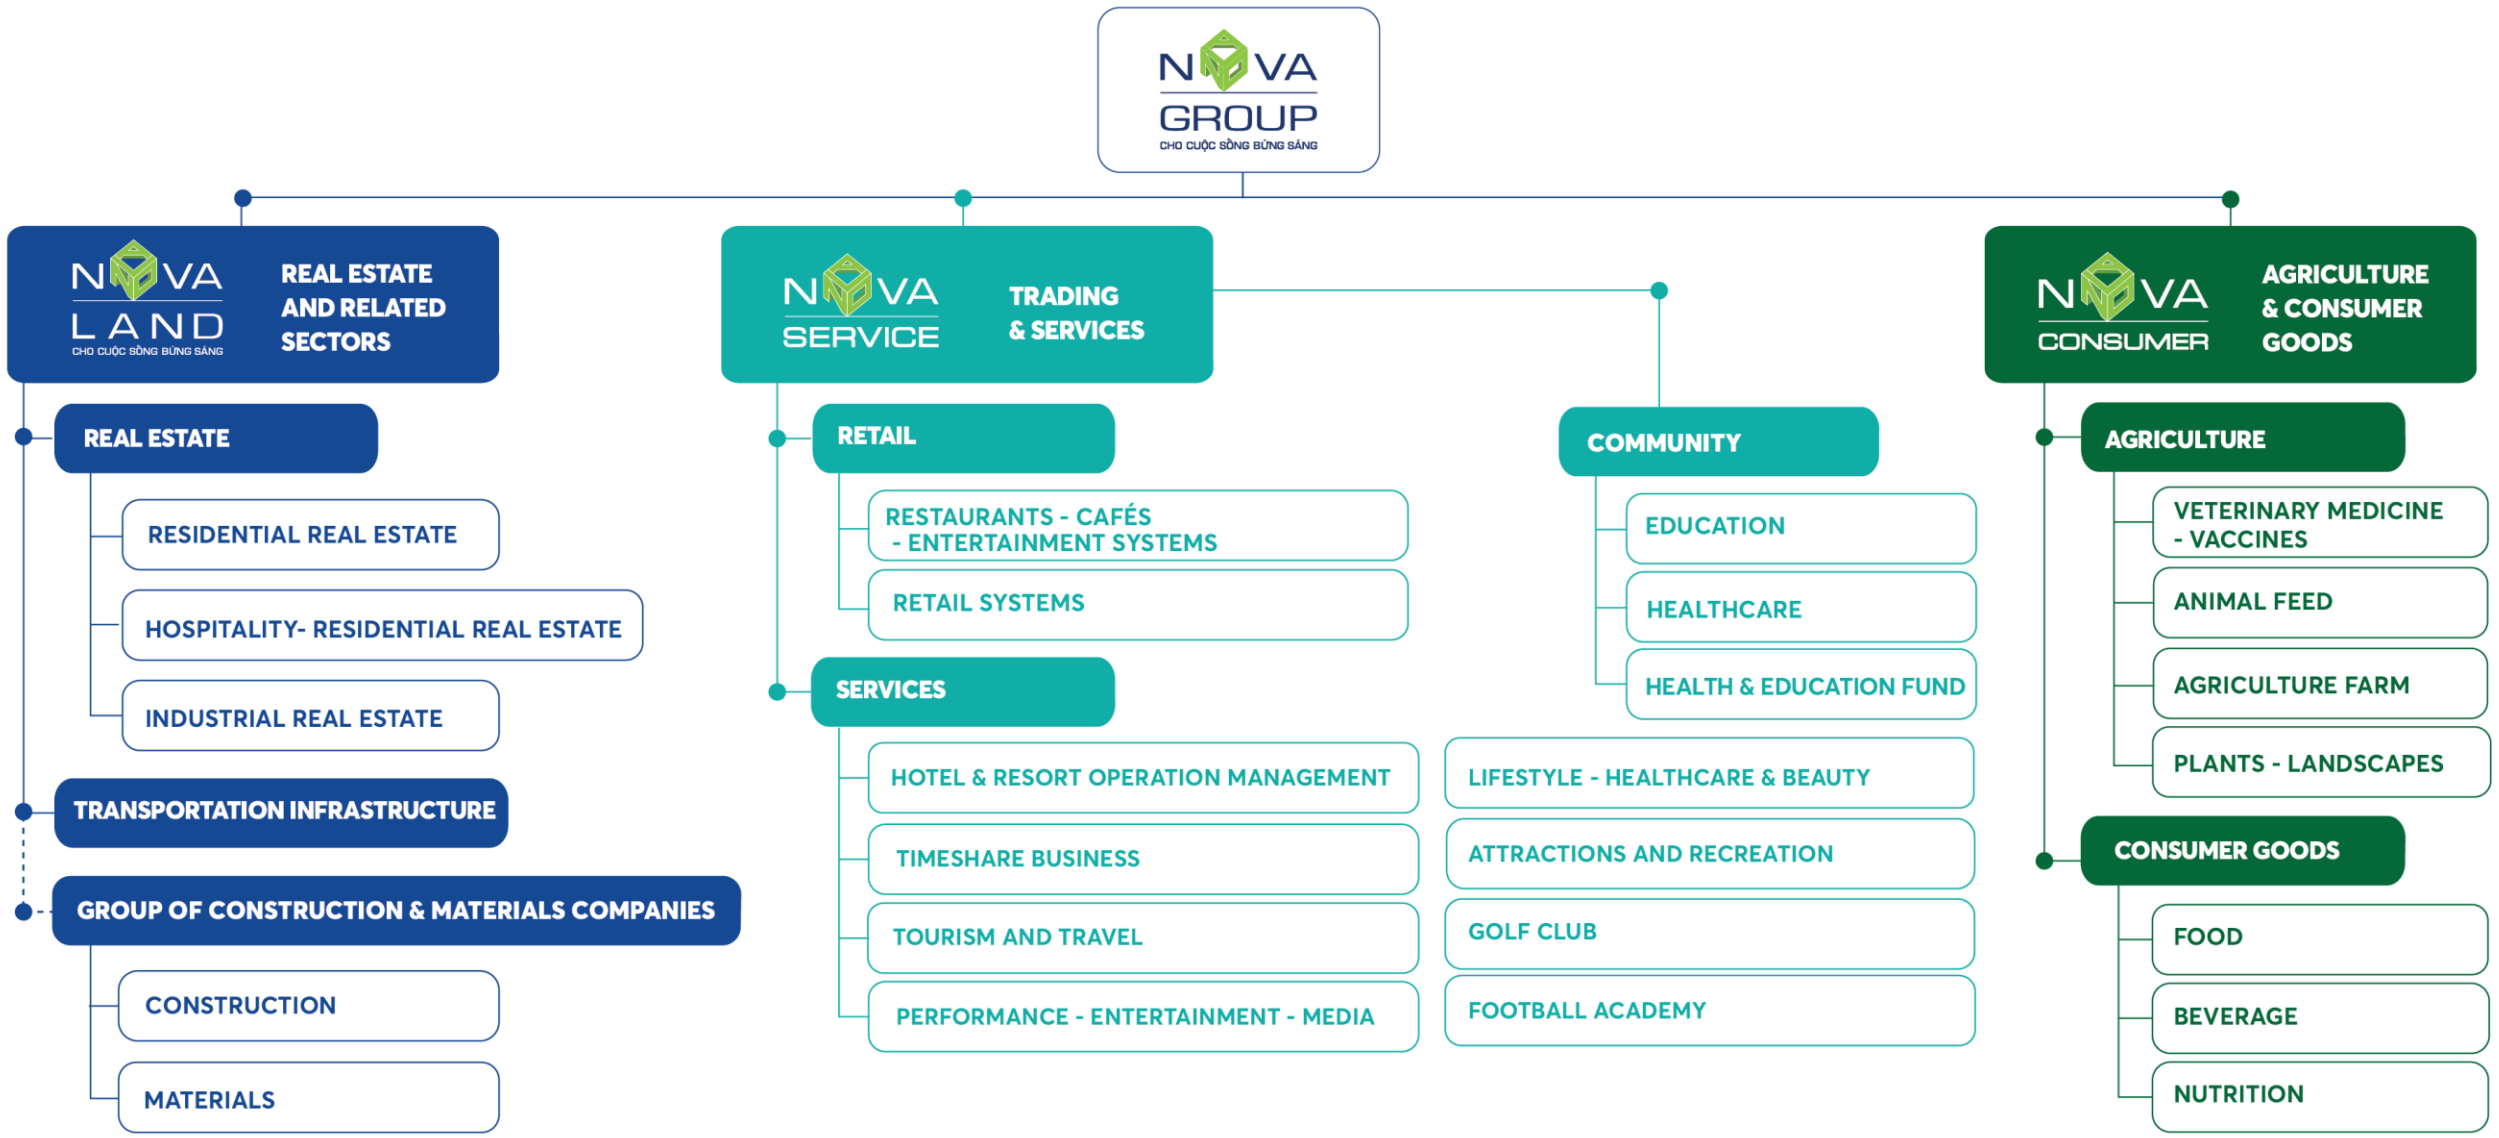 NOVA
GROUP
CHO CUỘC SỐNG BỪNG SÁNG
NOVA
LAND
CHO CUỘC SỐNG BỪNG SÁNG
REAL ESTATE
AND RELATED
SECTORS
REAL ESTATE
RESIDENTIAL REAL ESTATE
HOSPITALITY- RESIDENTIAL REAL ESTATE
INDUSTRIAL REAL ESTATE
TRANSPORTATION INFRASTRUCTURE
GROUP OF CONSTRUCTION & MATERIALS COMPANIES
CONSTRUCTION
MATERIALS
NOVA
SERVICE
TRADING
& SERVICES
RETAIL
RESTAURANTS - CAFÉS
- ENTERTAINMENT SYSTEMS
RETAIL SYSTEMS
SERVICES
HOTEL & RESORT OPERATION MANAGEMENT
TIMESHARE BUSINESS
TOURISM AND TRAVEL
PERFORMANCE - ENTERTAINMENT - MEDIA
COMMUNITY
EDUCATION
HEALTHCARE
HEALTH & EDUCATION FUND
LIFESTYLE - HEALTHCARE & BEAUTY
ATTRACTIONS AND RECREATION
GOLF CLUB
FOOTBALL ACADEMY
NOVA
CONSUMER
AGRICULTURE
& CONSUMER
GOODS
AGRICULTURE
VETERINARY MEDICINE
- VACCINES
ANIMAL FEED
AGRICULTURE FARM
PLANTS - LANDSCAPES
CONSUMER GOODS
FOOD
BEVERAGE
NUTRITION